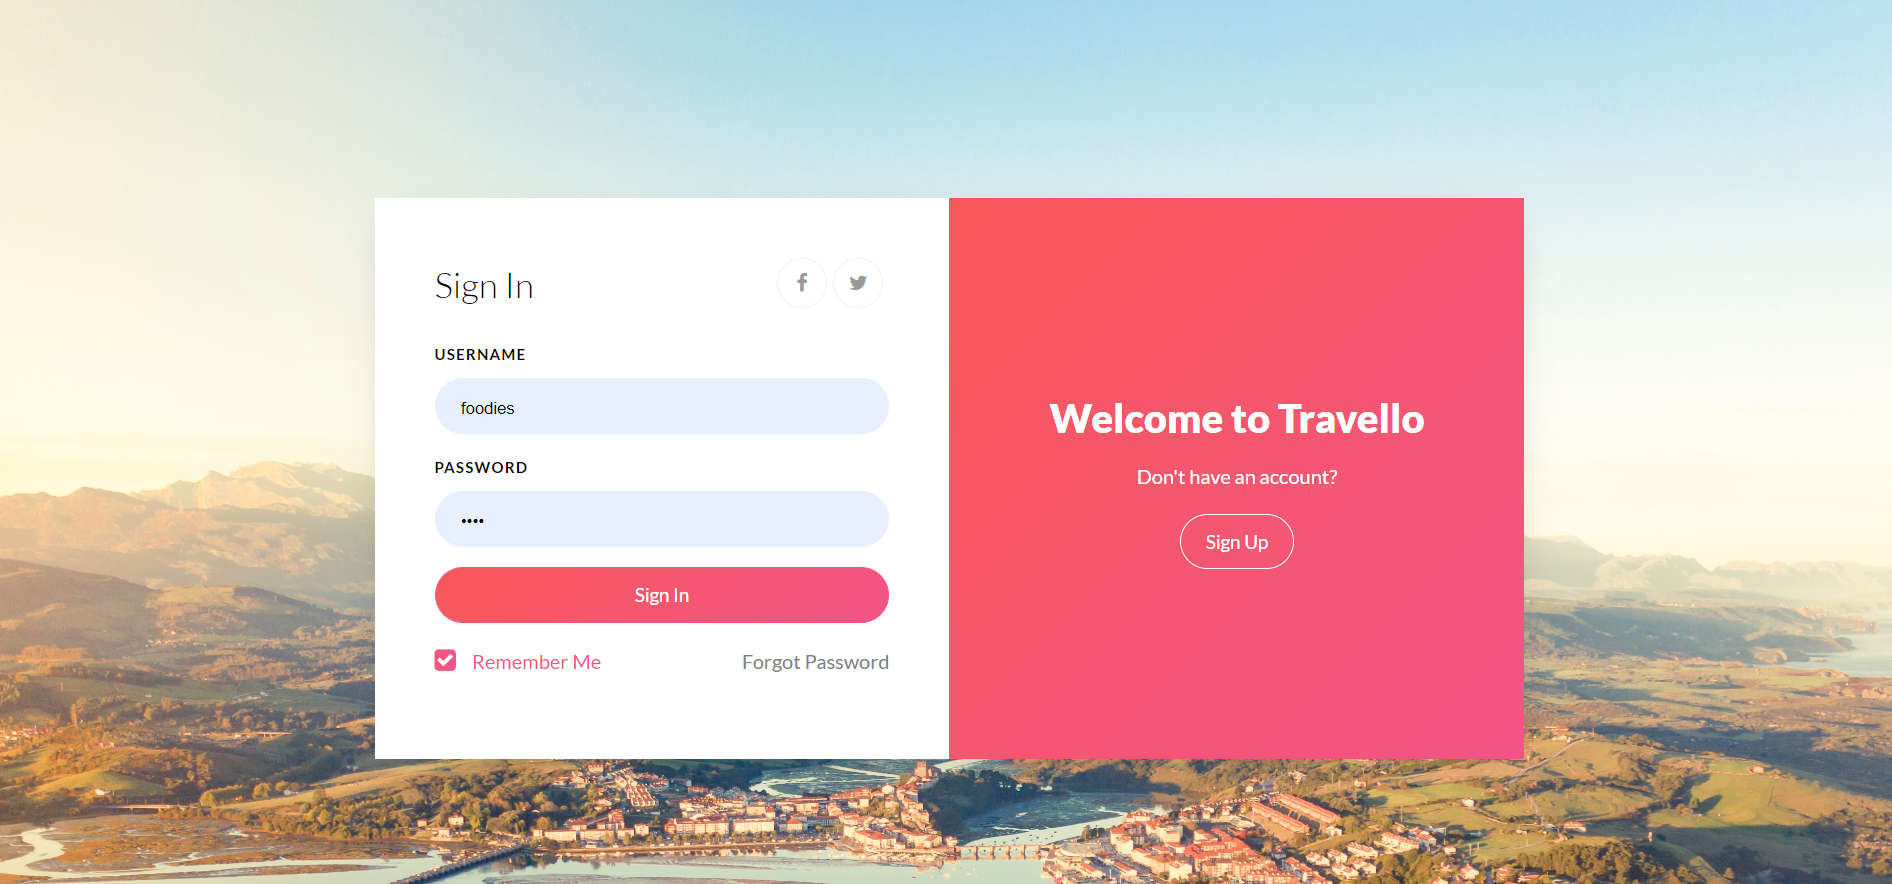 Sign In
USERNAME
foodies
PASSWORD
••••
Sign In
Remember Me
Forgot Password
Welcome to Travello
Don't have an account?
Sign Up